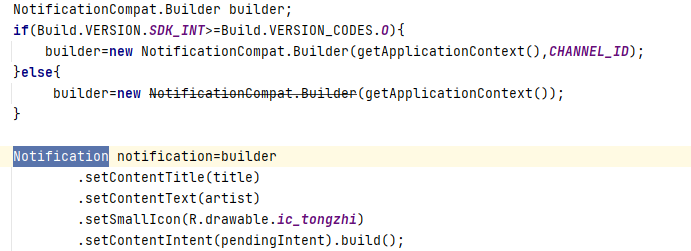 NotificationCompat.Builder builder;
if(Build.VERSION.SDK_INT>=Build.VERSION_CODES.O){
builder=new NotificationCompat.Builder(getApplicationContext(),CHANNEL_ID);
}else{
builder=new NotificationCompat.Builder(getApplicationContext());
}
Notification notification=builder
.setContentTitle(title)
.setContentText(artist)
.setSmallIcon(R.drawable.ic_tongzhi)
.setContentIntent(pendingIntent).build();